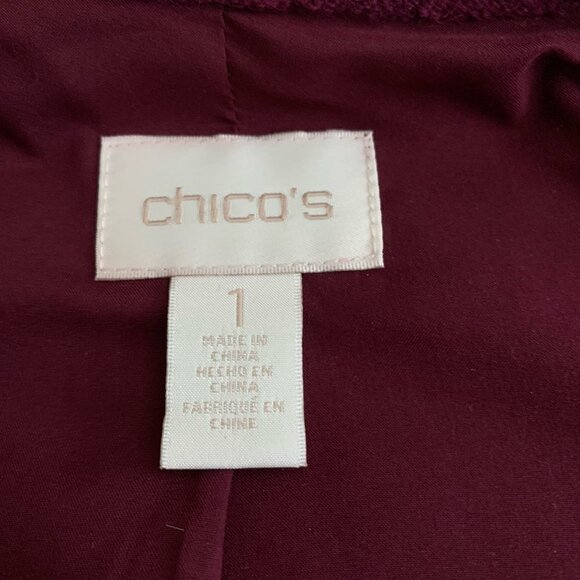 chico's
1
MADE IN
CHINA
HECHO EN
CHINA
FABRIQUÉ EN
CHINE